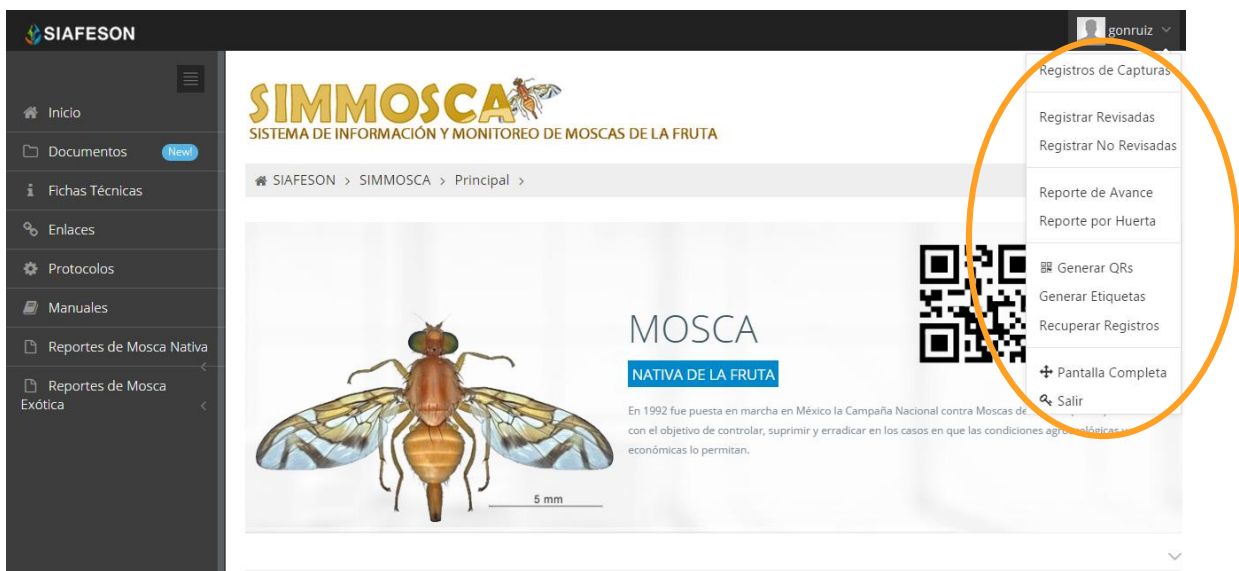 SIAFESON
gonruiz
Inicio
Documentos New!
Fichas Técnicas
Enlaces
Protocolos
Manuales
Reportes de Mosca Nativa
Reportes de Mosca
Exótica
SIMMOSCA
SISTEMA DE INFORMACIÓN Y MONITOREO DE MOSCAS DE LA FRUTA
SIAFESON > SIMMOSCA > Principal >
MOSCA
NATIVA DE LA FRUTA
En 1992 fue puesta en marcha en México la Campaña Nacional contra Moscas de
con el objetivo de controlar, suprimir y erradicar en los casos en que las condiciones
económicas lo permitan.
5 mm
Registros de Capturas
Registrar Revisadas
Registrar No Revisadas
Reporte de Avance
Reporte por Huerta
Generar QRs
Generar Etiquetas
Recuperar Registros
Pantalla Completa
Salir